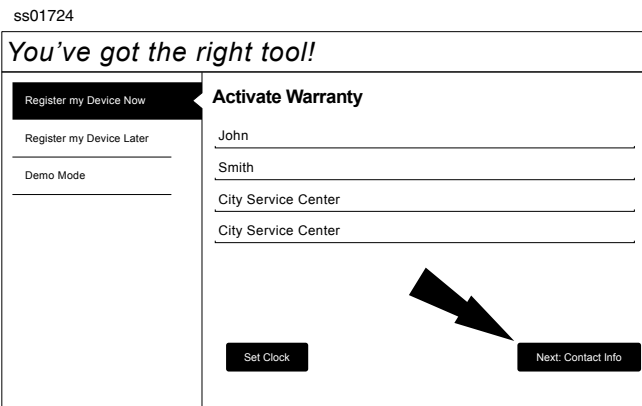 ss01724
You've got the right tool!
Register my Device Now
Register my Device Later
Demo Mode
Activate Warranty
John
Smith
City Service Center
City Service Center
Set Clock
Next: Contact Info